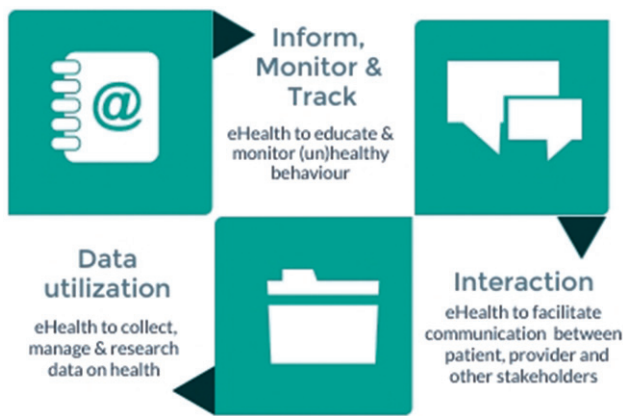 @
Inform,
Monitor &
Track
eHealth to educate &
monitor (un)healthy
behaviour
Data
utilization
eHealth to collect,
manage & research
data on health
Interaction
eHealth to facilitate
communication between
patient, provider and
other stakeholders